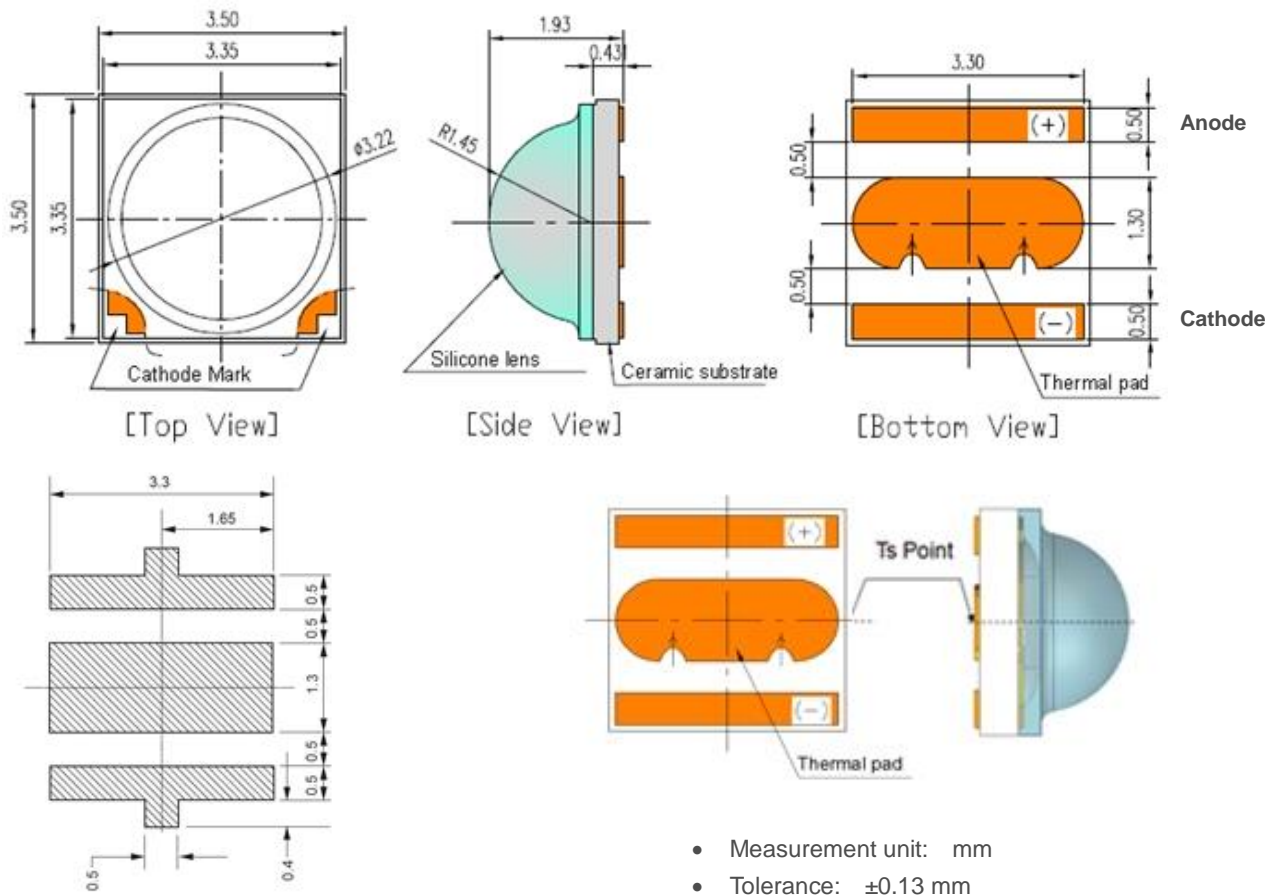 3.50
3.35
3.50
3.35
ø3.22
Cathode Mark
[Top View]
1.93
0.43
R1.45
Silicone lens
Ceramic substrate
[Side View]
3.30
(+)
0.50
Anode
0.50
1.30
0.50
(-)
0.50
Cathode
Thermal pad
[Bottom View]
3.3
1.65
0.5
0.5
1.3
0.5
0.5
0.5
0.4
(+)
Ts Point
(-)
Thermal pad
• Measurement unit: mm
• Tolerance: ±0.13 mm